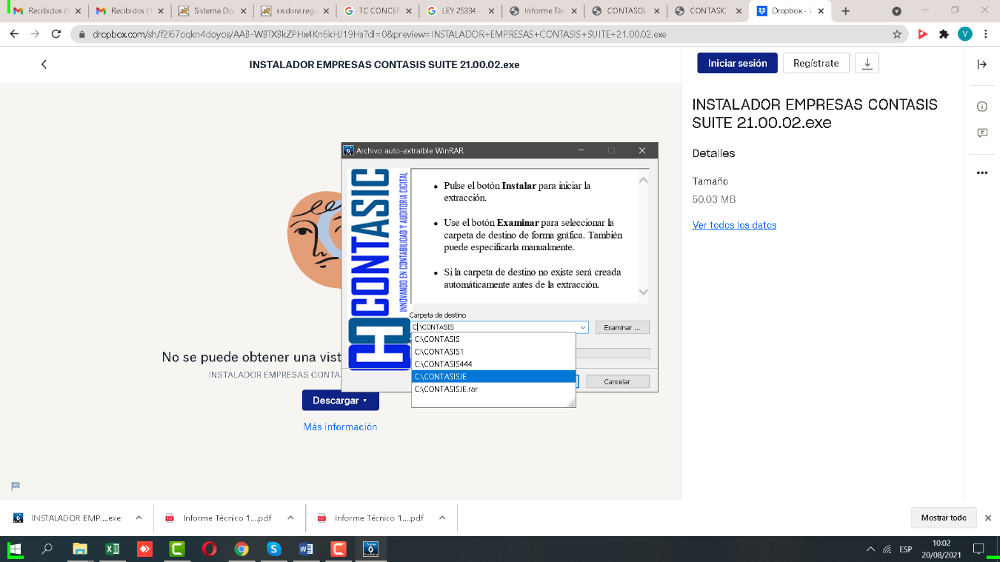 Recibidos (9
Recibidos (1
Sistema Doc
sisdore.regi
TC CONCEP
LEY 25334 -
Informe Téc
CONTASOL
CONTASIC
Dropbox - W
dropbox.com/sh/f2l67oqkn4doyos/AAB-WBTXBkZPHx4Kn6kHJ19Ha?dl=0&preview=INSTALADOR+EMPRESAS+CONTASIS+SUITE+21.00.02.exe
V
INSTALADOR EMPRESAS CONTASIS SUITE 21.00.02.exe
Iniciar sesión
Regístrate
INSTALADOR EMPRESAS CONTASIS
SUITE 21.00.02.exe
Detalles
Tamaño
50.03 MB
Ver todos los datos
Archivo auto-extraíble WinRAR
CONTASIC
INNOVANDO EN CONTABILIDAD Y AUDITORIA DIGITAL
• Pulse el botón Instalar para iniciar la
extracción.
• Use el botón Examinar para seleccionar la
carpeta de destino de forma gráfica. También
puede especificarla manualmente.
• Si la carpeta de destino no existe será creada
automáticamente antes de la extracción.
Carpeta de destino
C:\CONTASIS
Examinar ...
C:\CONTASIS
C:\CONTASIS1
C:\CONTASIS444
C:\CONTASISJE
C:\CONTASISJE.rar
Cancelar
No se puede obtener una vist
INSTALADOR EMPRESAS CONTA
Descargar
Más información
INSTALADOR EMP....exe
Informe Técnico 1....pdf
Informe Técnico 1....pdf
Mostrar todo
ESP
10:02
20/08/2021